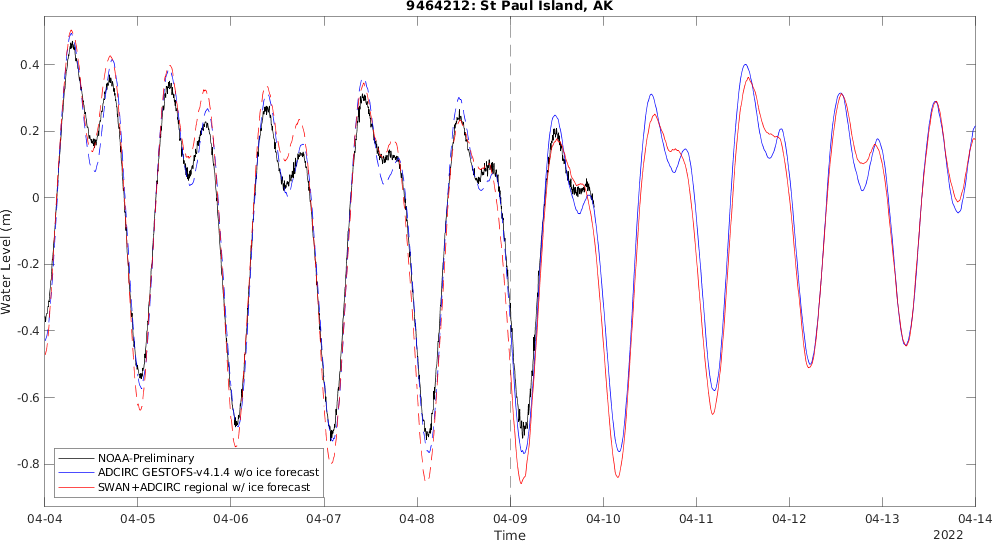 9464212: St Paul Island, AK
0.4
0.2
0
-0.2
-0.4
-0.6
-0.8
Water Level (m)
NOAA-Preliminary
ADCIRC GESTOFS-v4.1.4 w/o ice forecast
SWAN+ADCIRC regional w/ ice forecast
04-04 04-05 04-06 04-07 04-08 04-09 04-10 04-11 04-12 04-13 04-14
Time
2022